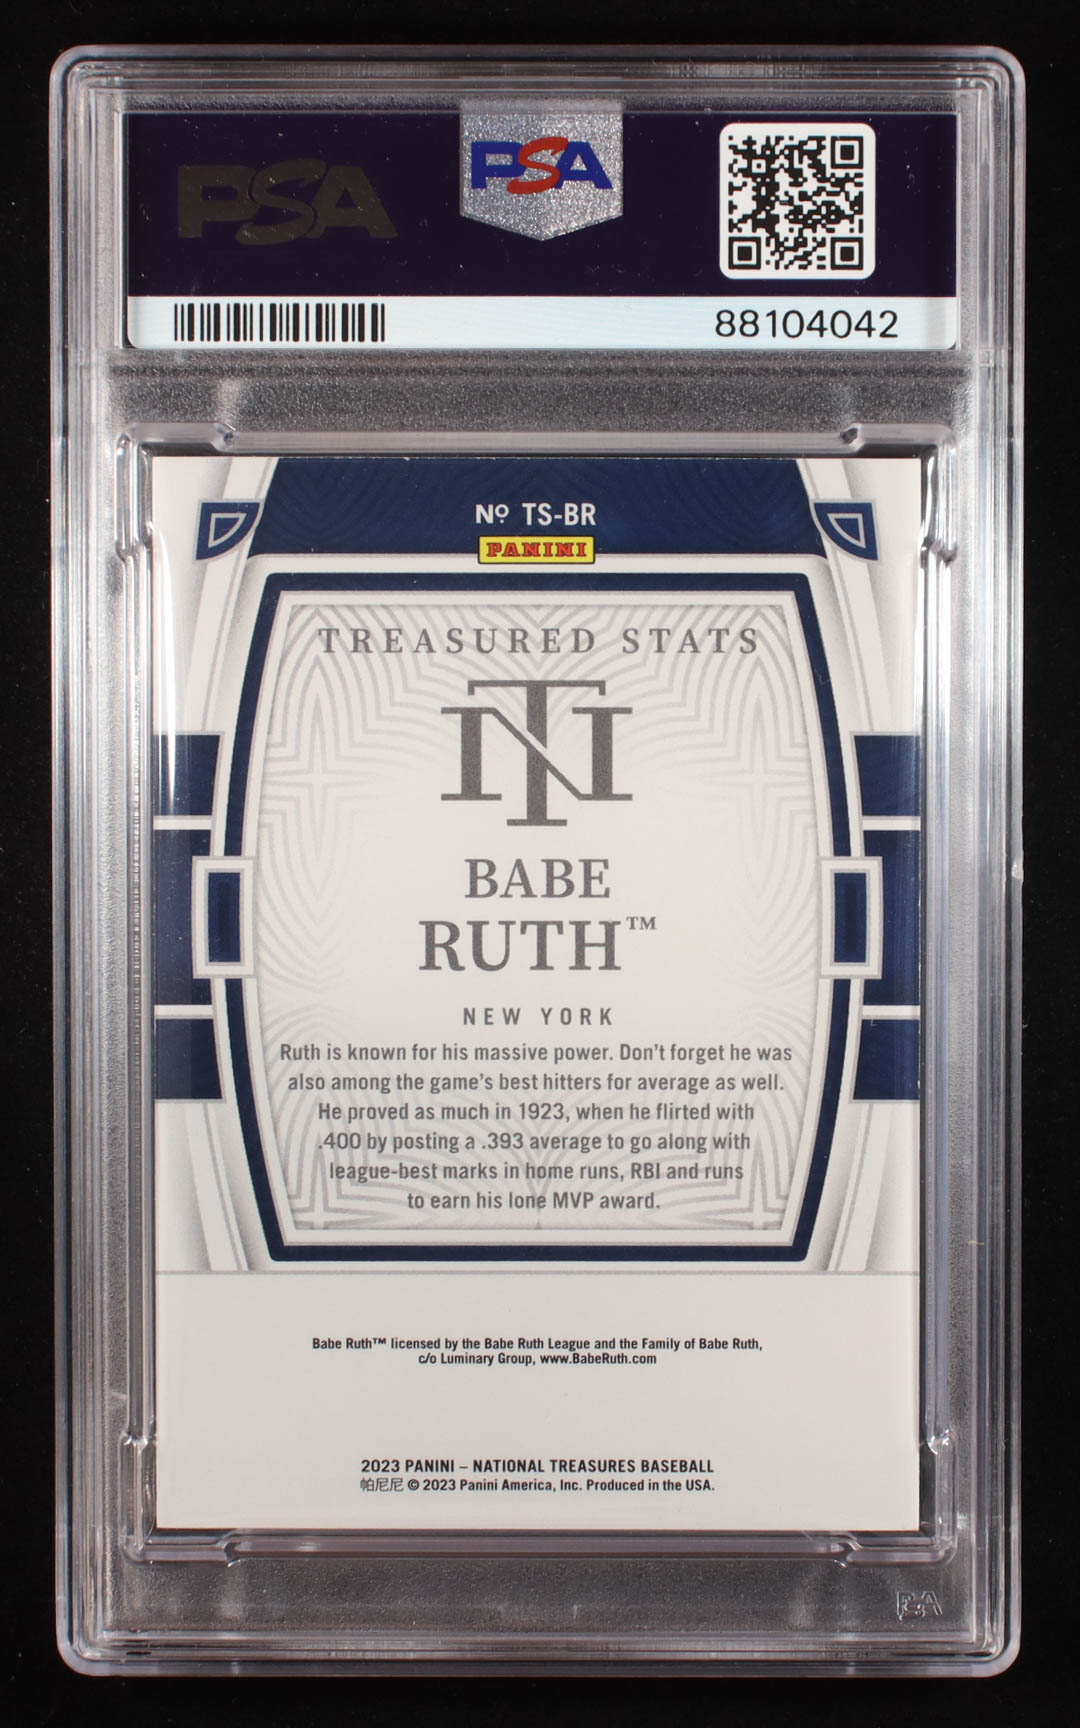 PSA
PSA
88104042
Nº TS-BR
PANINI
TREASURED STATS
NT
BABE
RUTH™
NEW YORK
Ruth is known for his massive power. Don't forget he was
also among the game's best hitters for average as well.
He proved as much in 1923, when he flirted with
.400 by posting a .393 average to go along with
league-best marks in home runs, RBI and runs
to earn his lone MVP award.
Babe Ruth™ licensed by the Babe Ruth League and the Family of Babe Ruth,
c/o Luminary Group, www.BabeRuth.com
2023 PANINI – NATIONAL TREASURES BASEBALL
帕尼尼 © 2023 Panini America, Inc. Produced in the USA.
PSA